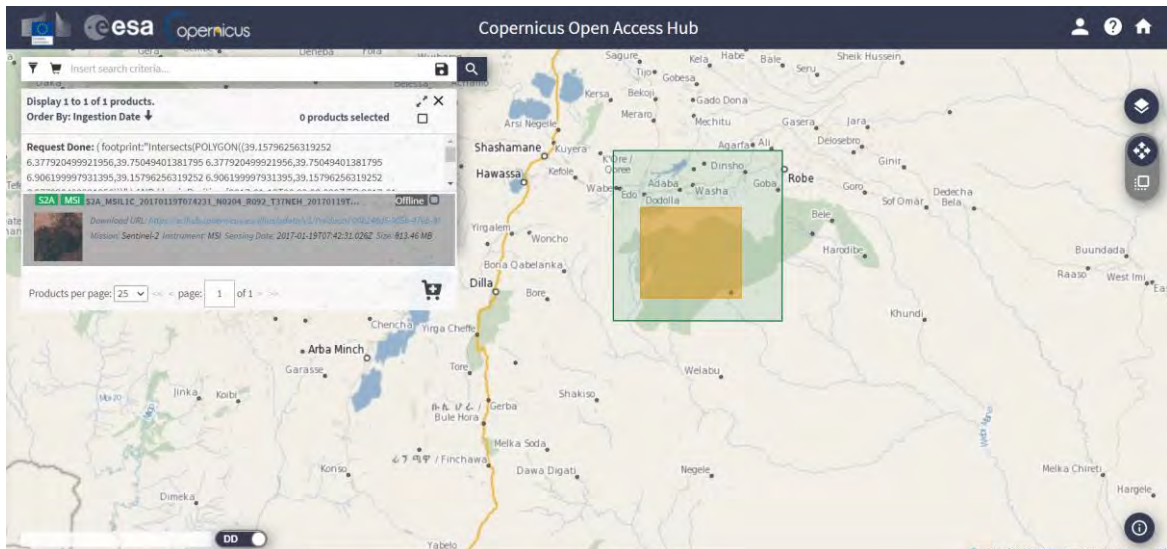 esa
opernicus
Copernicus Open Access Hub
Insert search criteria...
Display 1 to 1 of 1 products.
Order By: Ingestion Date
0 products selected
Request Done: ( footprint:"Intersects(POLYGON((39.15796256319252
6.377920499921956,39.75049401381795 6.377920499921956,39.75049401381795
6.906199997931395,39.15796256319252 6.906199997931395,39.15796256319252
S2A MSI S2A_MSIL1C_20170119T074231_N0204_R092_T37NEH_20170119T... Offline
Mission: Sentinel-2 Instrument: MSI Sensing Date: 2017-01-19T07:42:31.026Z Size: 813.46 MB
Products per page: 25 << < page: 1 of 1 > >>
DD
Sagure
Kela
Habe
Bale
Seru
Sheik Hussein
Tijo
Gobesa
Kersa
Bekoji
Gado Dona
Meraro
Mechitu
Gasera
Jara
Arsi Negelle
Shashamane
Kuyera
Agarfa
Ali
Delosebro
Hawassa
Kefole
K'Ore /
Qoree
Dinsho
Robe
Ginir
Wabe
Edo
Adaba
Dodolla
Washa
Goba
Goro
Sof Omar
Dedecha
Bela
Beie
Yirgalem
Woncho
Harodibe
Buundada
Bona Qabelanka
Raaso
West Imi
Dilla
Bore
Khundi
Chencha
Yirga Cheffe
Arba Minch
Garasse
Tore
Welabu
Jinka
Koibi
Shakiso
Gerba
Bule Hora
Melka Soda
/ Finchawa
Konso
Dawa Digati
Negele
Melka Chireti
Hargele
Dimeka
Yabelo